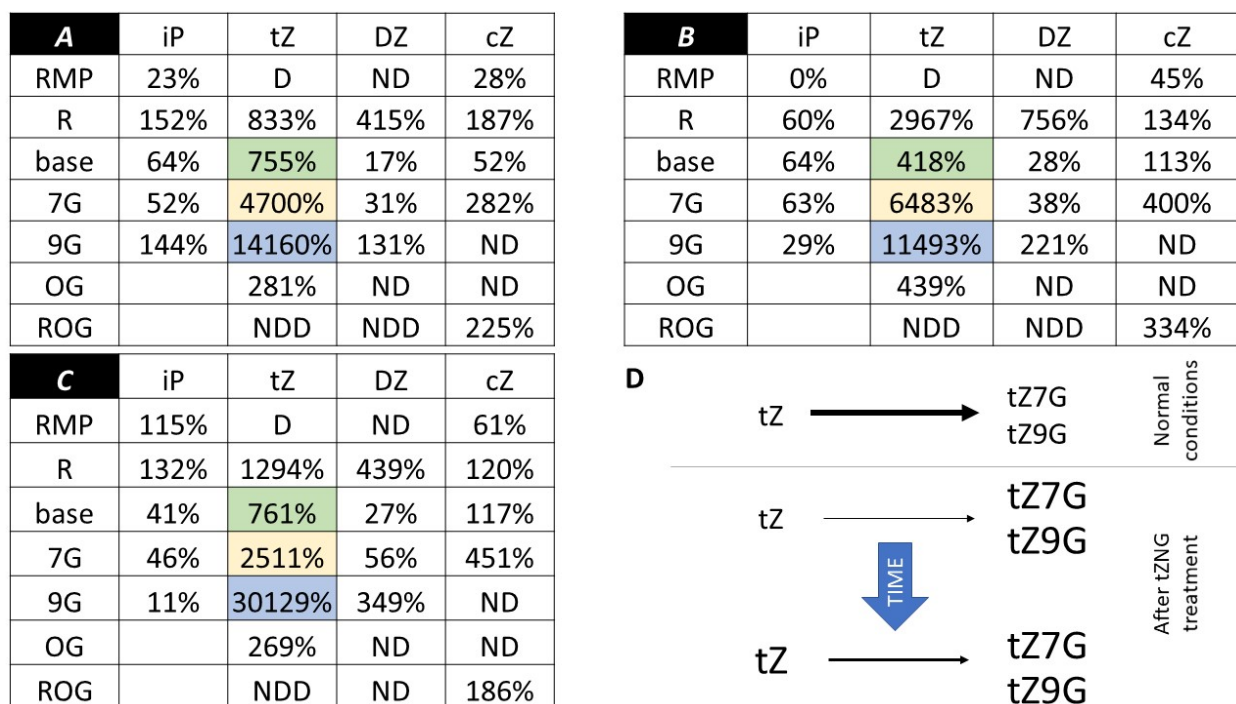 A iP tZ DZ cZ
RMP 23% D ND 28%
R 152% 833% 415% 187%
base 64% 755% 17% 52%
7G 52% 4700% 31% 282%
9G 144% 14160% 131% ND
OG 281% ND ND
ROG NDD NDD 225%
B iP tZ DZ cZ
RMP 0% D ND 45%
R 60% 2967% 756% 134%
base 64% 418% 28% 113%
7G 63% 6483% 38% 400%
9G 29% 11493% 221% ND
OG 439% ND ND
ROG NDD NDD 334%
C iP tZ DZ cZ
RMP 115% D ND 61%
R 132% 1294% 439% 120%
base 41% 761% 27% 117%
7G 46% 2511% 56% 451%
9G 11% 30129% 349% ND
OG 269% ND ND
ROG NDD ND 186%
D
tZ
tZ7G
tZ9G
Normal
conditions
tZ
tZ7G
tZ9G
TIME
tZ
tZ7G
tZ9G
After tZNG
treatment